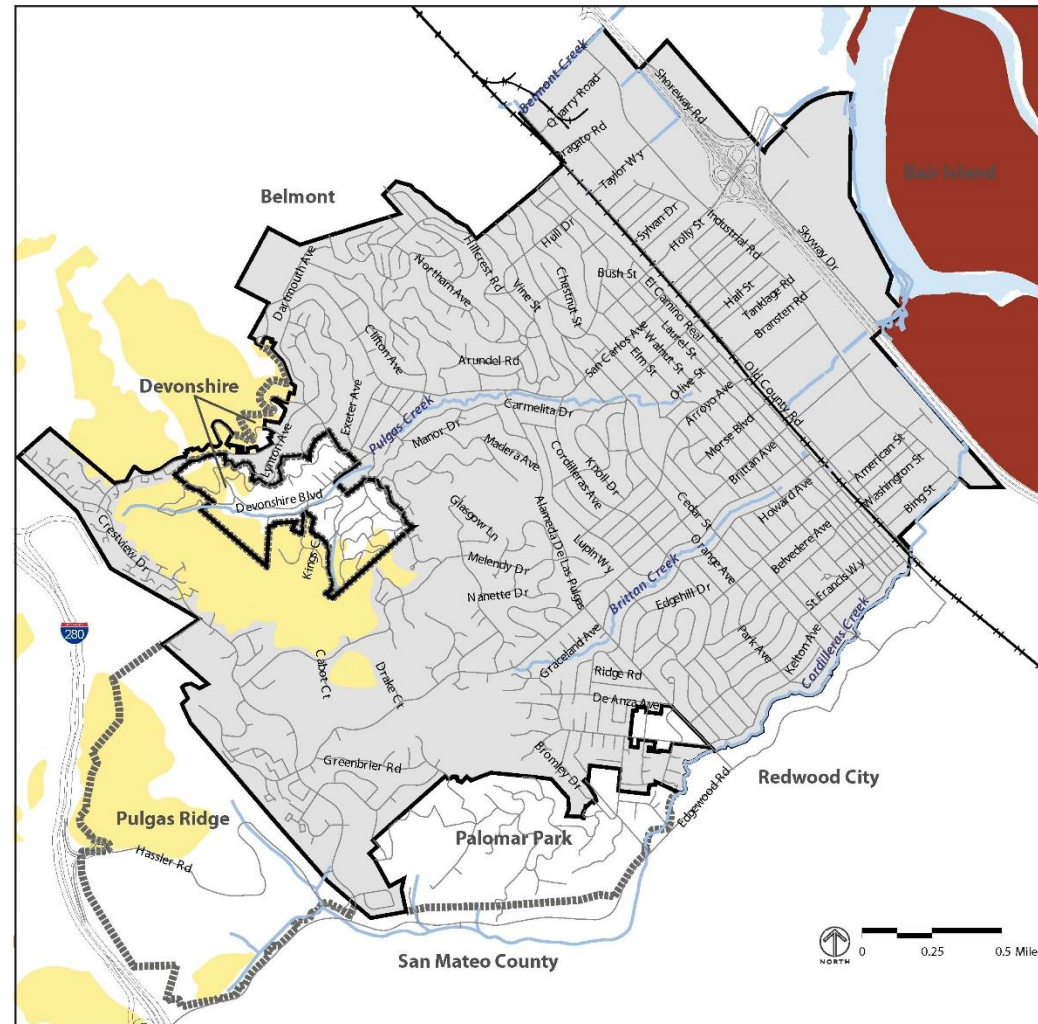 Belmont Creek
Quarry Road
Dragato Rd
Shoreway Rd
Taylor Wy
Bair Island
Belmont
Hull Dr
Sylvan Dr
Holly St
Industrial Rd
Skyway Dr
Dartmouth Ave
Hillcrest Rd
Northam Ave
Vine St
Chestnut St
Bush St
El Camino Real
Hall St
Tanklage Rd
Bransten Rd
Clifton Ave
Arundel Rd
San Carlos Ave
Laurel St
Walnut St
Elm St
Olive St
Old County Rd
Devonshire
Exeter Ave
Lynton Ave
Pulgas Creek
Carmelita Dr
Manor Dr
Madera Ave
Cordilleras Ave
Knoll Dr
Arroyo Ave
Morse Blvd
Brittan Ave
Howard Ave
American St
Washington St
Bing St
Devonshire Blvd
Crestview Dr
Kings C
Glasgow Ln
Alameda De Las Pulgas
Cedar St
Orange Ave
Belvedere Ave
Melendy Dr
Lupin Wy
Nanette Dr
Brittan Creek
Edgehill Dr
St Francis Wy
Graceland Ave
Park Ave
Kelton Ave
Cordilleras Creek
280
Cabot Ct
Drake Ct
Ridge Rd
De Anza Ave
Greenbrier Rd
Bromley Dr
Edgewood Rd
Redwood City
Pulgas Ridge
Hassler Rd
Palomar Park
San Mateo County
NORTH
0 0.25 0.5 Mile